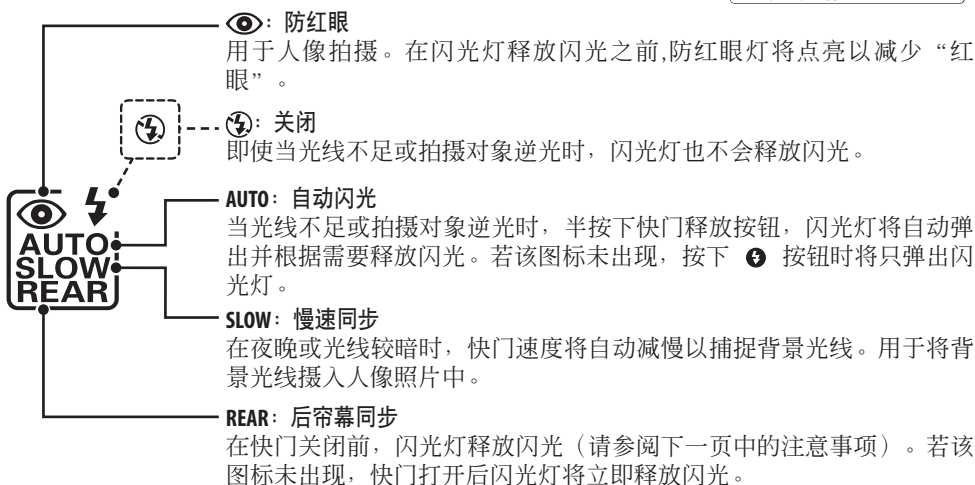 : 防红眼
用于人像拍摄。在闪光灯释放闪光之前,防红眼灯将点亮以减少“红
眼”。
: 关闭
即使当光线不足或拍摄对象逆光时，闪光灯也不会释放闪光。
AUTO: 自动闪光
当光线不足或拍摄对象逆光时，半按下快门释放按钮，闪光灯将自动弹
出并根据需要释放闪光。若该图标未出现，按下 按钮时将只弹出闪
光灯。
SLOW: 慢速同步
在夜晚或光线较暗时，快门速度将自动减慢以捕捉背景光线。用于将背
景光线摄入人像照片中。
REAR: 后帘幕同步
在快门关闭前，闪光灯释放闪光（请参阅下一页中的注意事项）。若该
图标未出现，快门打开后闪光灯将立即释放闪光。
AUTO
SLOW
REAR